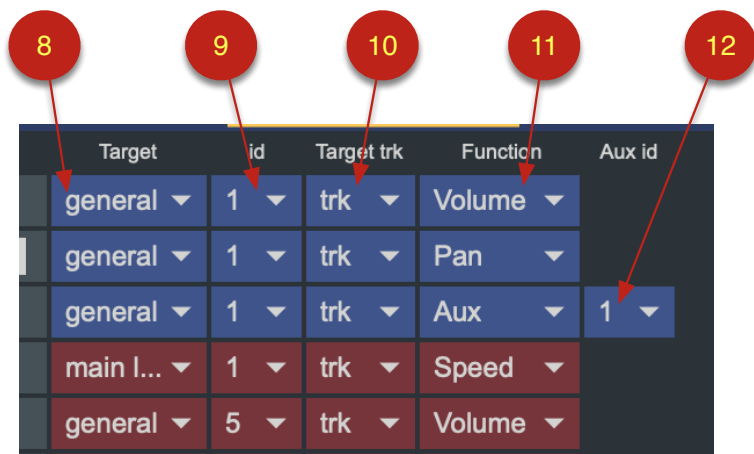 8 9 10 11 12
Target id Target trk Function Aux id
general 1 trk Volume
general 1 trk Pan
general 1 trk Aux 1
main l... 1 trk Speed
general 5 trk Volume